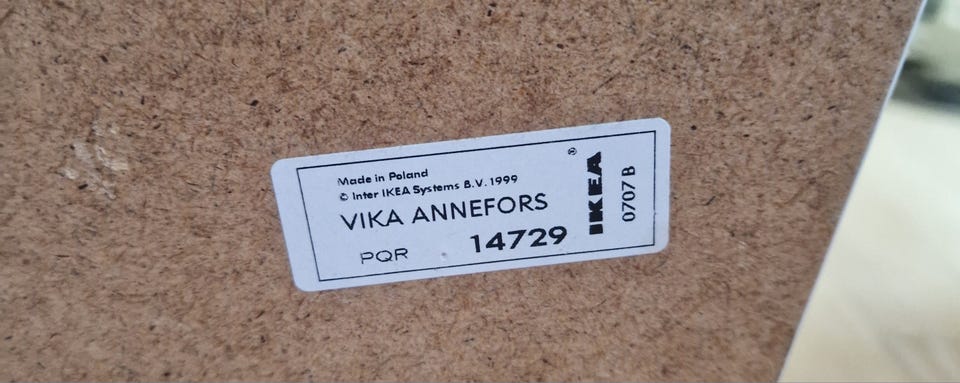 Made in Poland
© Inter IKEA Systems B.V. 1999
VIKA ANNEFORS
PQR 14729
IKEA®
0707 B